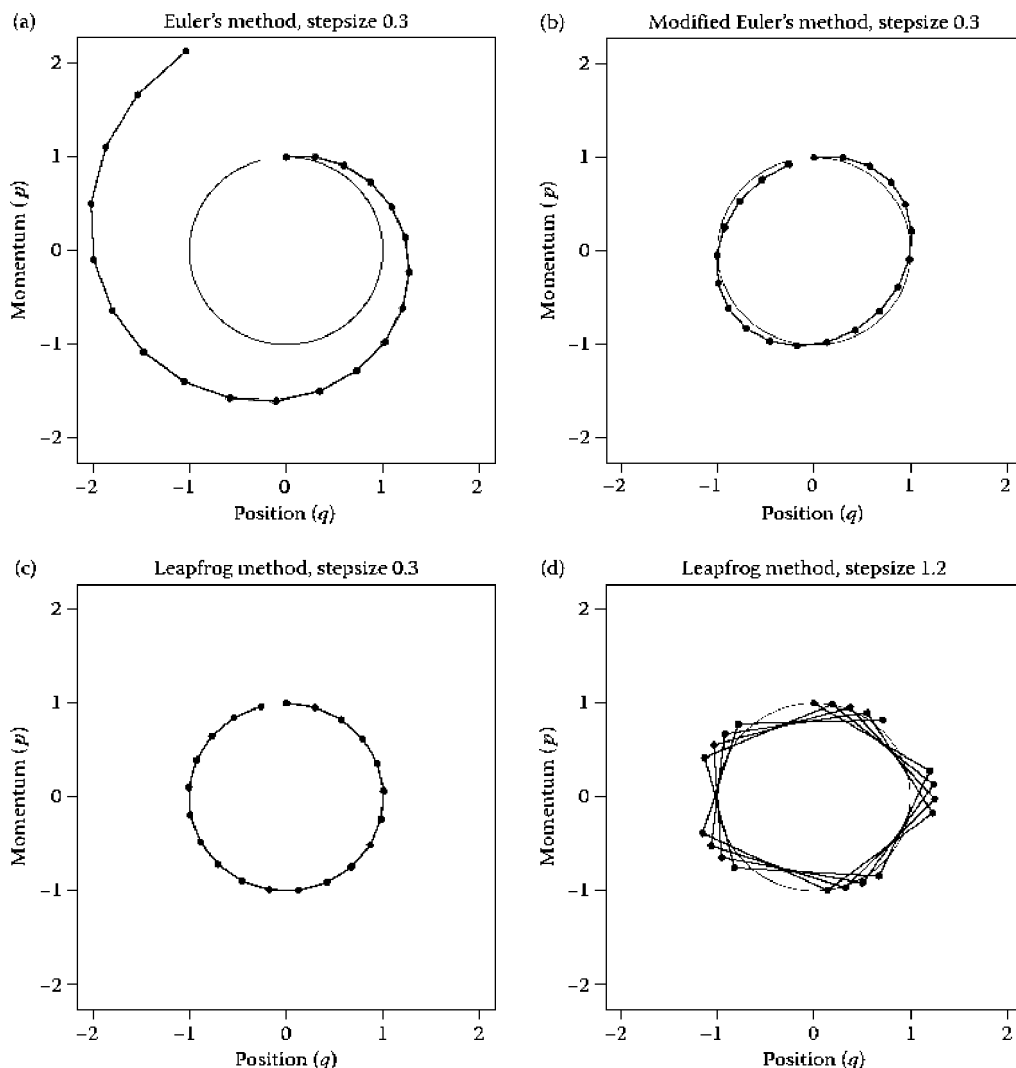 (a) Euler's method, stepsize 0.3
2
1
0
−1
−2
Momentum (p)
−2 −1 0 1 2
Position (q)
(b) Modified Euler's method, stepsize 0.3
2
1
0
−1
−2
Momentum (p)
−2 −1 0 1 2
Position (q)
(c) Leapfrog method, stepsize 0.3
2
1
0
−1
−2
Momentum (p)
−2 −1 0 1 2
Position (q)
(d) Leapfrog method, stepsize 1.2
2
1
0
−1
−2
Momentum (p)
−2 −1 0 1 2
Position (q)